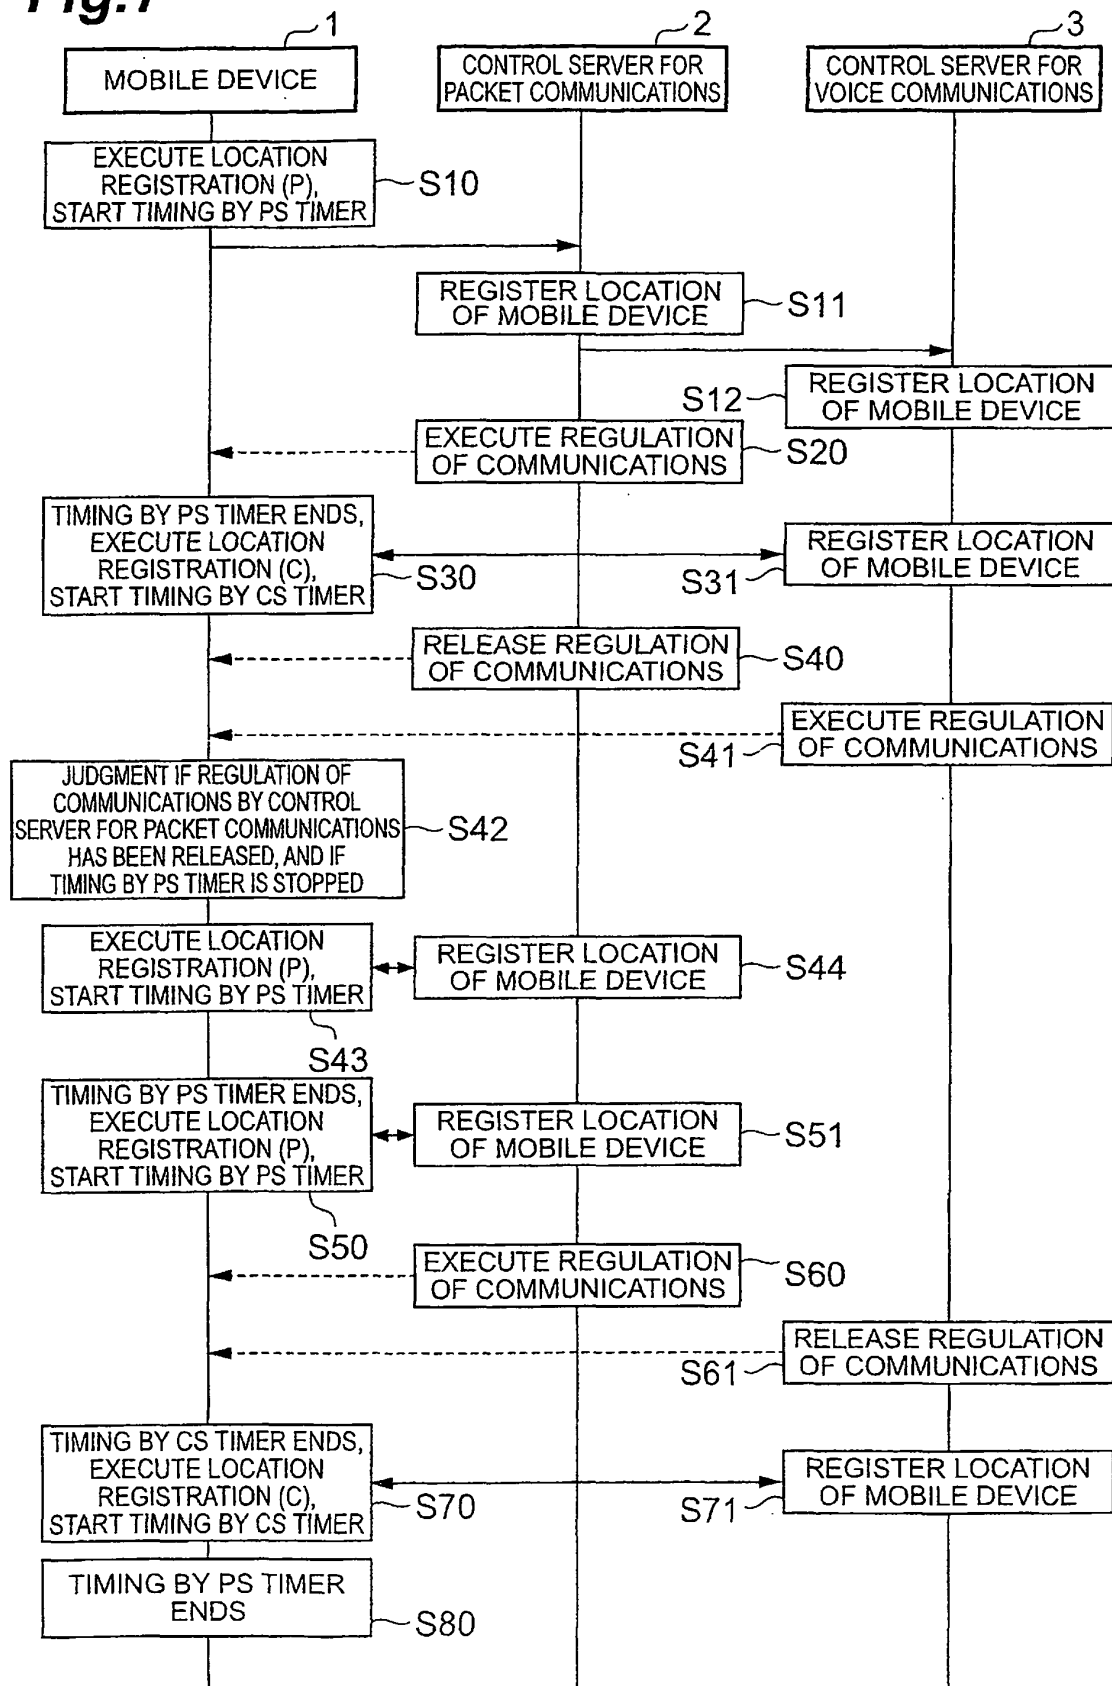 1
2
3
MOBILE DEVICE
CONTROL SERVER FOR
PACKET COMMUNICATIONS
CONTROL SERVER FOR
VOICE COMMUNICATIONS
EXECUTE LOCATION
REGISTRATION (P),
START TIMING BY PS TIMER
S10
REGISTER LOCATION
OF MOBILE DEVICE
S11
S12
REGISTER LOCATION
OF MOBILE DEVICE
EXECUTE REGULATION
OF COMMUNICATIONS
S20
TIMING BY PS TIMER ENDS,
EXECUTE LOCATION
REGISTRATION (C),
START TIMING BY CS TIMER
S30
S31
REGISTER LOCATION
OF MOBILE DEVICE
RELEASE REGULATION
OF COMMUNICATIONS
S40
S41
EXECUTE REGULATION
OF COMMUNICATIONS
JUDGMENT IF REGULATION OF
COMMUNICATIONS BY CONTROL
SERVER FOR PACKET COMMUNICATIONS
HAS BEEN RELEASED, AND IF
TIMING BY PS TIMER IS STOPPED
S42
EXECUTE LOCATION
REGISTRATION (P),
START TIMING BY PS TIMER
S43
REGISTER LOCATION
OF MOBILE DEVICE
S44
TIMING BY PS TIMER ENDS,
EXECUTE LOCATION
REGISTRATION (P),
START TIMING BY PS TIMER
S50
REGISTER LOCATION
OF MOBILE DEVICE
S51
EXECUTE REGULATION
OF COMMUNICATIONS
S60
S61
RELEASE REGULATION
OF COMMUNICATIONS
TIMING BY CS TIMER ENDS,
EXECUTE LOCATION
REGISTRATION (C),
START TIMING BY CS TIMER
S70
S71
REGISTER LOCATION
OF MOBILE DEVICE
TIMING BY PS TIMER
ENDS
S80